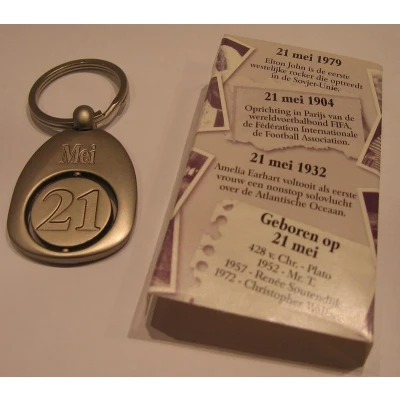 Mei
21
21 mei 1979
Elton John is de eerste
westelijke rocker die optreedt
in de Sovjet-Unie.
21 mei 1904
Oprichting in Parijs van de
wereldvoetbalbond FIFA,
de Fédération Internationale
de Football Association.
21 mei 1932
Amelia Earhart voltooit als eerste
vrouw een nonstop solovlucht
over de Atlantische Oceaan.
Geboren op
21 mei
428 v. Chr. - Plato
1952 - Mr. T.
1957 - Renée Soutendijk
1972 - Christopher